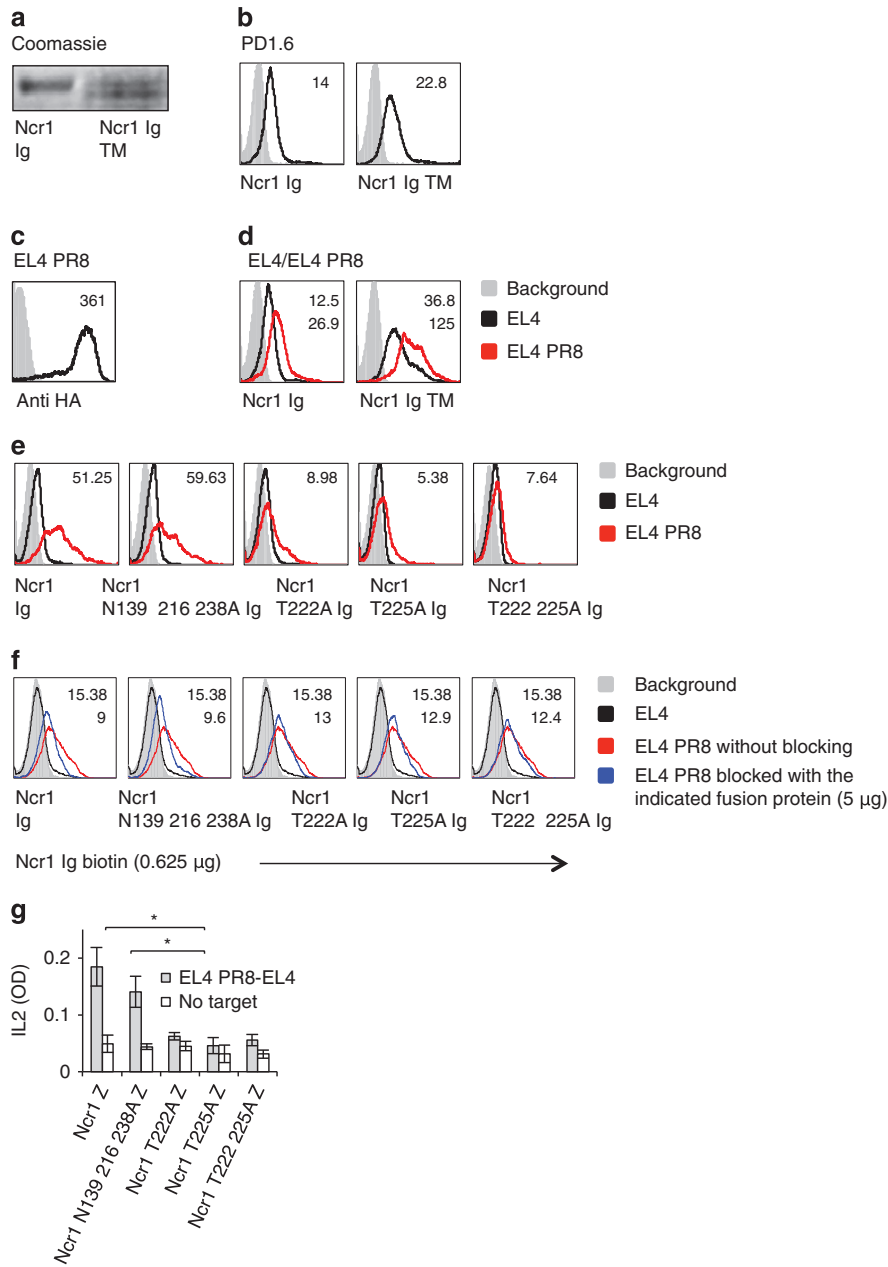 a
Coomassie
Ncr1 Ig
Ncr1 Ig TM
b
PD1.6
14
22.8
Ncr1 Ig
Ncr1 Ig TM
c
EL4 PR8
361
Anti HA
d
EL4/EL4 PR8
12.5
26.9
36.8
125
Ncr1 Ig
Ncr1 Ig TM
Background
EL4
EL4 PR8
e
51.25
59.63
8.98
5.38
7.64
Background
EL4
EL4 PR8
Ncr1 Ig
Ncr1 N139 216 238A Ig
Ncr1 T222A Ig
Ncr1 T225A Ig
Ncr1 T222 225A Ig
f
15.38
9
15.38
9.6
15.38
13
15.38
12.9
15.38
12.4
Background
EL4
EL4 PR8 without blocking
EL4 PR8 blocked with the
indicated fusion protein (5 µg)
Ncr1 Ig
Ncr1 N139 216 238A Ig
Ncr1 T222A Ig
Ncr1 T225A Ig
Ncr1 T222 225A Ig
Ncr1 Ig biotin (0.625 µg)
g
*
*
EL4 PR8-EL4
No target
IL2 (OD)
0.2
0.1
0
Ncr1 Z
Ncr1 N139 216 238A Z
Ncr1 T222A Z
Ncr1 T225A Z
Ncr1 T222 225A Z